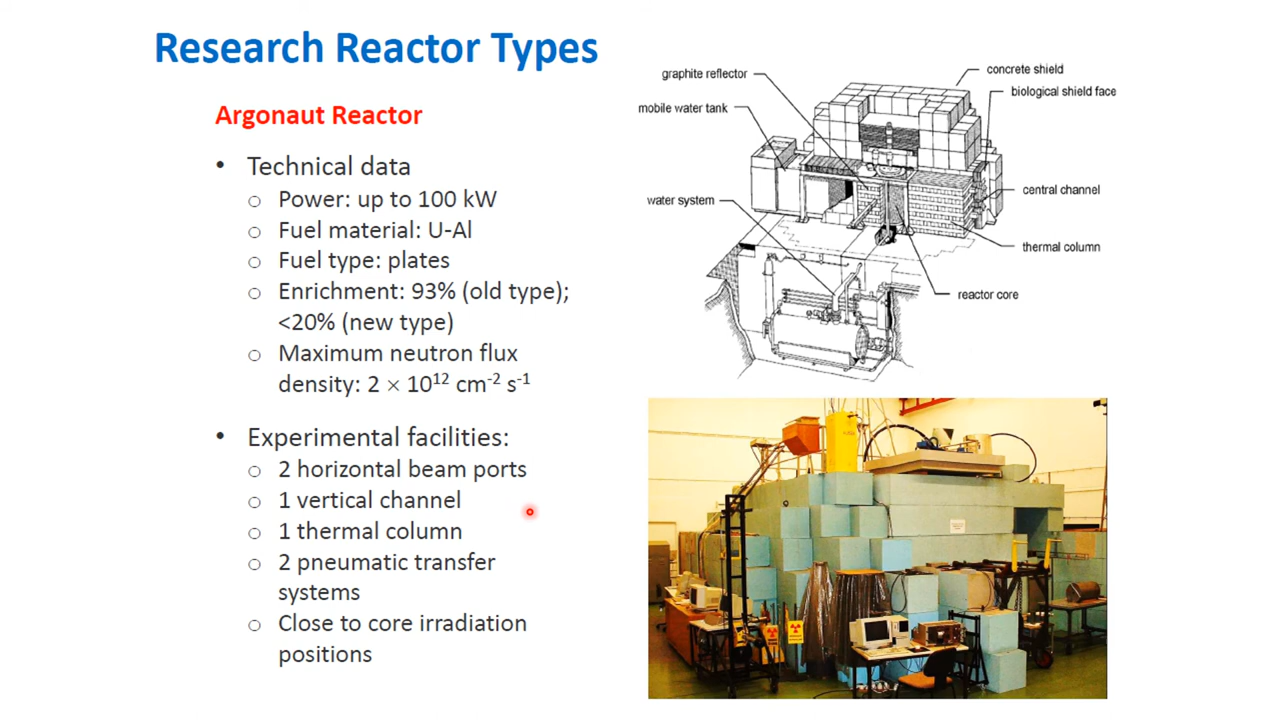 Research Reactor Types
Argonaut Reactor
• Technical data
○ Power: up to 100 kW
○ Fuel material: U-Al
○ Fuel type: plates
○ Enrichment: 93% (old type);
<20% (new type)
○ Maximum neutron flux
density: 2 × 10¹² cm⁻² s⁻¹
• Experimental facilities:
○ 2 horizontal beam ports
○ 1 vertical channel
○ 1 thermal column
○ 2 pneumatic transfer
systems
○ Close to core irradiation
positions
graphite reflector
mobile water tank
water system
concrete shield
biological shield face
central channel
thermal column
reactor core